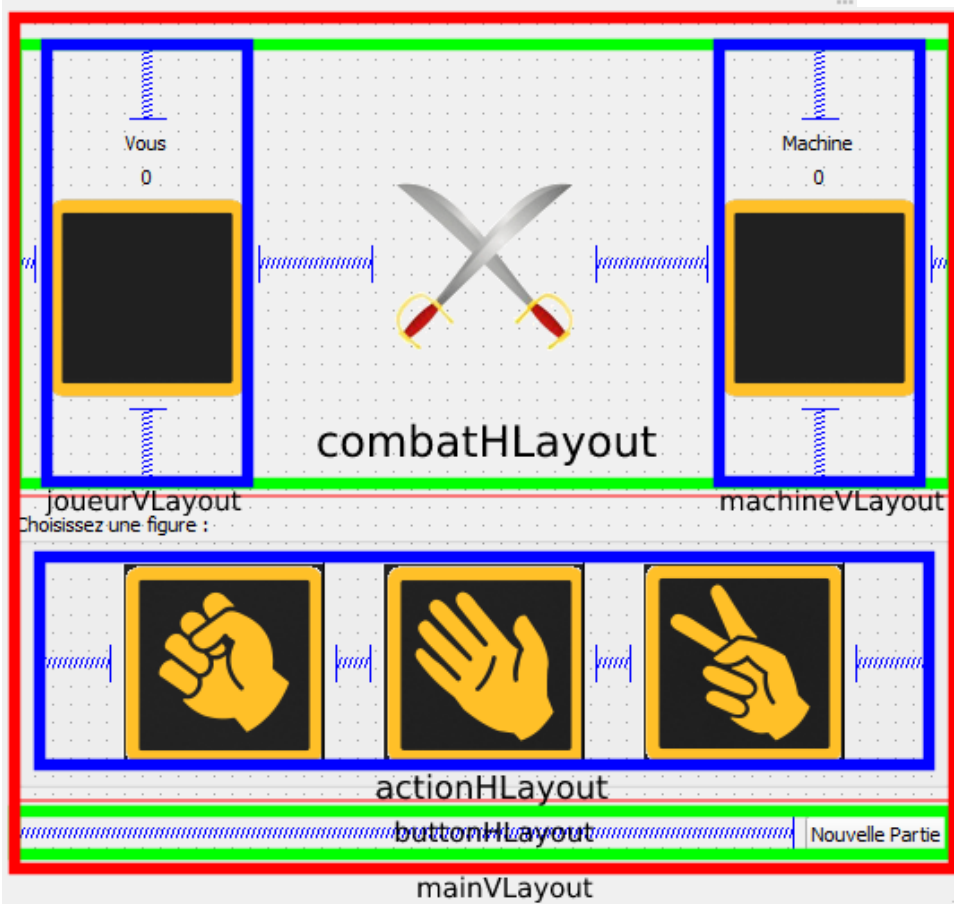 Vous
Machine
0
0
combatHLayout
joueurVLayout
machineVLayout
Choisissez une figure :
actionHLayout
buttonHLayout
Nouvelle Partie
mainVLayout